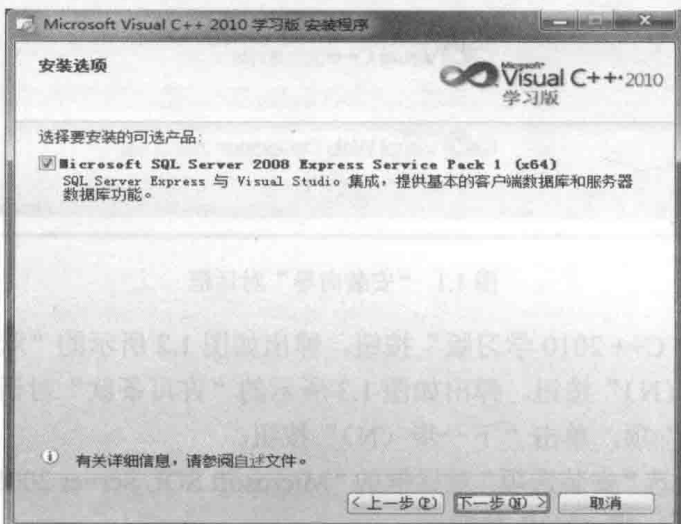 Microsoft Visual C++ 2010 学习版 安装程序
安装选项
Microsoft®
Visual C++ 2010
学习版
选择要安装的可选产品:
Microsoft SQL Server 2008 Express Service Pack 1 (x64)
SQL Server Express 与 Visual Studio 集成，提供基本的客户端数据库和服务器
数据库功能。
有关详细信息，请参阅自述文件。
< 上一步(P)
下一步(N) >
取消